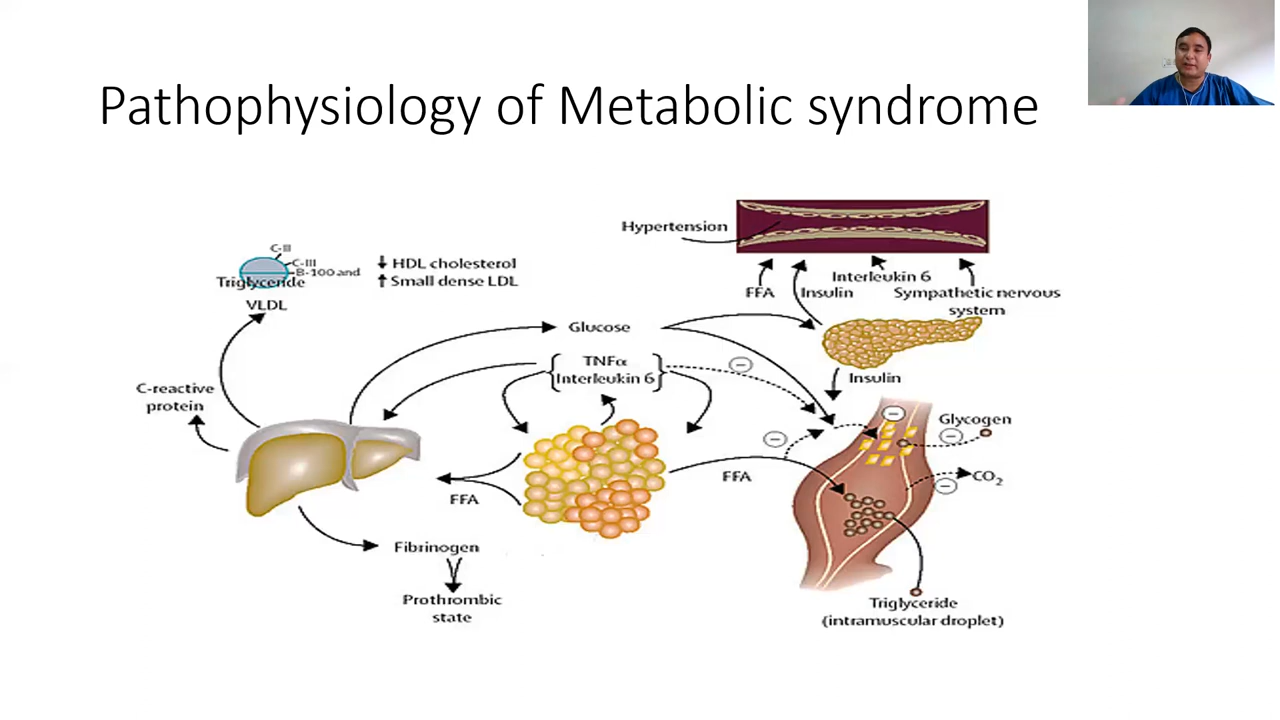 Pathophysiology of Metabolic syndrome
Hypertension
C-II
C-III
B-100 and
Triglyceride
VLDL
HDL cholesterol
Small dense LDL
FFA
Insulin
Interleukin 6
Sympathetic nervous
system
Glucose
TNFα
Interleukin 6
Insulin
C-reactive
protein
Glycogen
CO2
FFA
FFA
Fibrinogen
Prothrombic
state
Triglyceride
(intramuscular droplet)